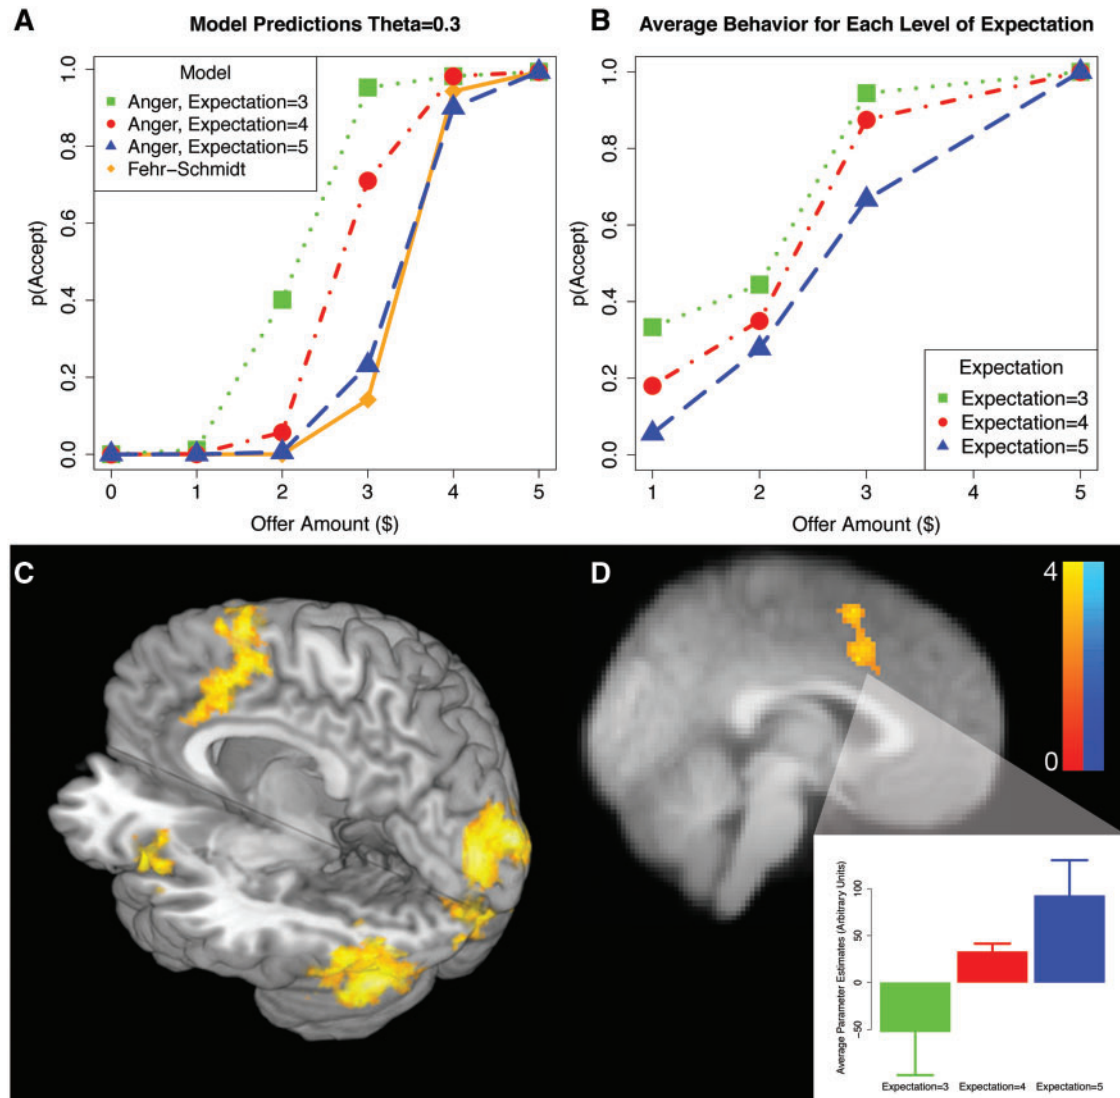 A
Model Predictions Theta=0.3
Model
Anger, Expectation=3
Anger, Expectation=4
Anger, Expectation=5
Fehr−Schmidt
p(Accept)
1.0
0.8
0.6
0.4
0.2
0.0
0 1 2 3 4 5
Offer Amount ($)
B
Average Behavior for Each Level of Expectation
p(Accept)
1.0
0.8
0.6
0.4
0.2
0.0
Expectation
Expectation=3
Expectation=4
Expectation=5
1 2 3 4 5
Offer Amount ($)
C
D
4
0
Average Parameter Estimates (Arbitrary Units)
100
50
0
−50
Expectation=3 Expectation=4 Expectation=5